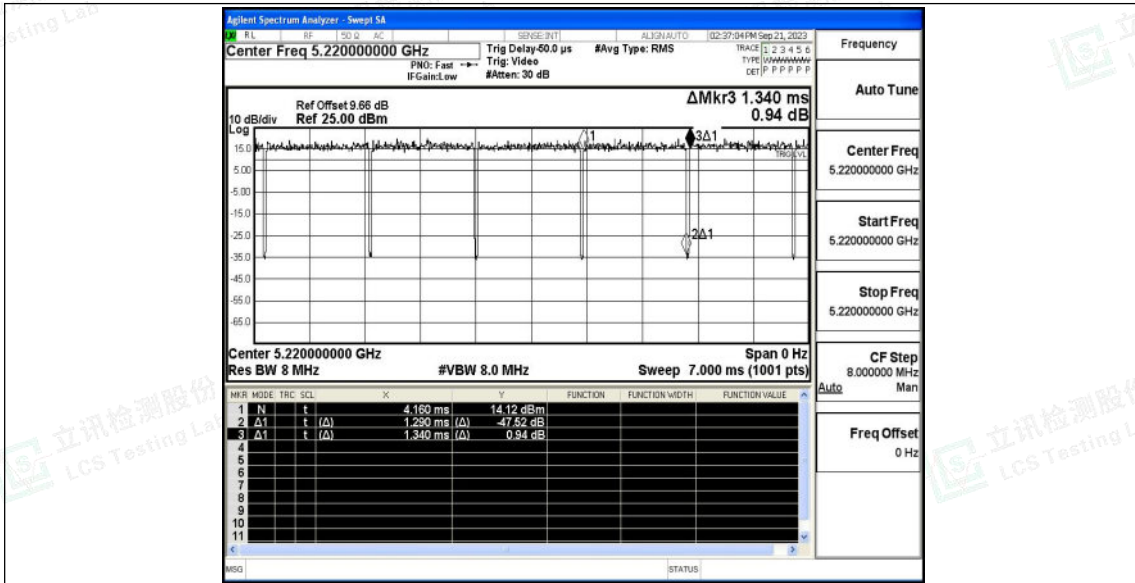 Agilent Spectrum Analyzer - Swept SA
RL RF 50 Ω AC SENSE:INT ALIGNAUTO 02:37:04 PM Sep 21, 2023
Center Freq 5.220000000 GHz
PNO: Fast
IFGain:Low
Trig Delay-50.0 µs
Trig: Video
#Atten: 30 dB
#Avg Type: RMS
TRACE 1 2 3 4 5 6
TYPE WWWWWW
DET P P P P P P
Frequency
Auto Tune
Center Freq
5.220000000 GHz
Start Freq
5.220000000 GHz
Stop Freq
5.220000000 GHz
CF Step
8.000000 MHz
Auto Man
Freq Offset
0 Hz
ΔMkr3 1.340 ms
0.94 dB
Ref Offset 9.66 dB
10 dB/div Ref 25.00 dBm
Log
15.0
5.00
-5.00
-15.0
-25.0
-35.0
-45.0
-55.0
-65.0
1
3Δ1
TRIG LVL
2Δ1
Center 5.220000000 GHz Span 0 Hz
Res BW 8 MHz #VBW 8.0 MHz Sweep 7.000 ms (1001 pts)
MKR MODE TRC SCL X Y FUNCTION FUNCTION WIDTH FUNCTION VALUE
1 N t 4.160 ms 14.12 dBm
2 Δ1 t (Δ) 1.290 ms (Δ) -47.52 dB
3 Δ1 t (Δ) 1.340 ms (Δ) 0.94 dB
4
5
6
7
8
9
10
11
MSG STATUS
立讯检测股份
LCS Testing Lab